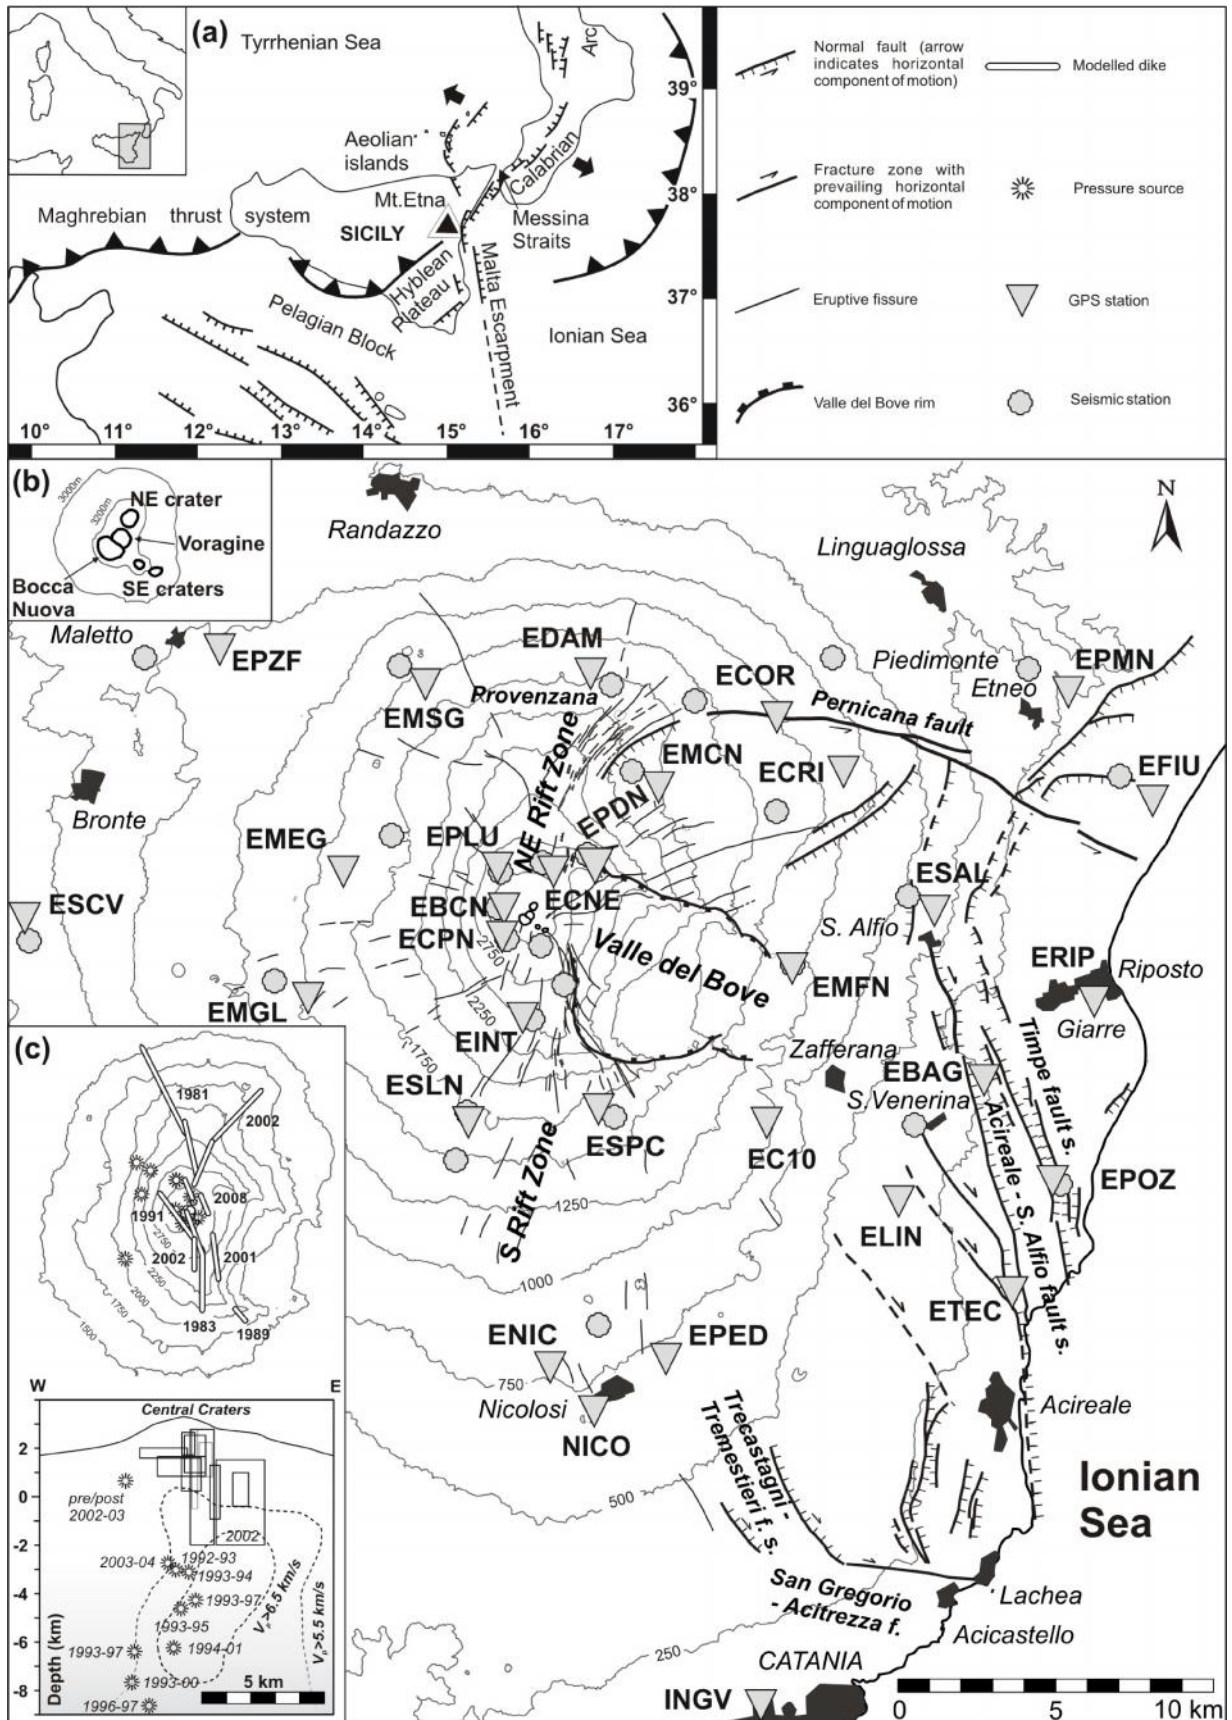 (a)
Tyrrhenian Sea
Arc
39°
Aeolian
islands
Calabrian
38°
Mt.Etna
Maghrebian thrust system
SICILY
Messina
Straits
Hyblean
Plateau
Malta Escarpment
37°
Pelagian Block
Ionian Sea
36°
10° 11° 12° 13° 14° 15° 16° 17°
Normal fault (arrow
indicates horizontal
component of motion)
Modelled dike
Fracture zone with
prevailing horizontal
component of motion
Pressure source
Eruptive fissure
GPS station
Valle del Bove rim
Seismic station
(b)
3000m
3200m
NE crater
Voragine
Bocca
Nuova
SE craters
N
Randazzo
Linguaglossa
Maletto
EPZF
EDAM
ECOR
Piedimonte
Etneo
EPMN
Provenzana
EMSG
Pernicana fault
NE Rift Zone
EMCN
ECRI
EFIU
Bronte
EPDN
EMEG
EPLU
ESAL
ESCV
EBCN
ECNE
ECPN
2750
S. Alfio
Valle del Bove
ERIP
Riposto
EMFN
EMGL
2250
Giarre
EINT
1750
Zafferana
Timpe fault s.
EBAG
ESLN
S.Venerina
Acireale - S. Alfio fault s.
ESPC
EC10
EPOZ
S Rift Zone
1250
ELIN
1000
ETEC
ENIC
EPED
750
Nicolosi
NICO
Acireale
Trecastagni -
Tremestieri f. s.
Ionian
Sea
500
San Gregorio
- Acitrezza f.
Lachea
Acicastello
250
CATANIA
INGV
0 5 10 km
(c)
1981
2002
2008
1991
2750
2002
2001
2250
2000
1750
1500
1983
1989
W E
Central Craters
2
0
-2
-4
-6
-8
Depth (km)
pre/post
2002-03
2002
2003-04
1992-93
1993-94
1993-97
1993-95
1993-97
1994-01
1993-00
1996-97
Vp>6.5 km/s
Vp>5.5 km/s
5 km